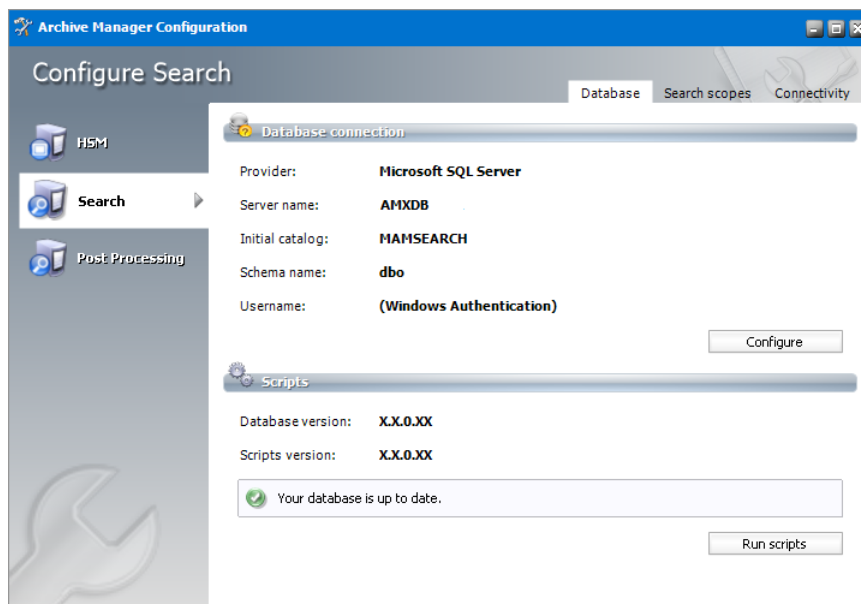 Archive Manager Configuration
Configure Search
Database Search scopes Connectivity
HSM
Search
Post Processing
Database connection
Provider: Microsoft SQL Server
Server name: AMXDB
Initial catalog: MAMSEARCH
Schema name: dbo
Username: (Windows Authentication)
Configure
Scripts
Database version: X.X.0.XX
Scripts version: X.X.0.XX
Your database is up to date.
Run scripts